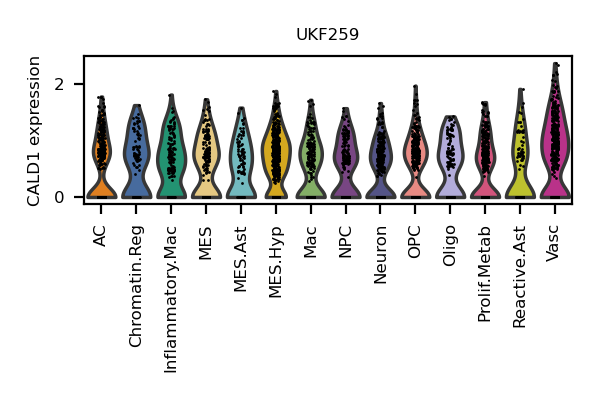 UKF259
CALD1 expression
2
0
AC
Chromatin.Reg
Inflammatory.Mac
MES
MES.Ast
MES.Hyp
Mac
NPC
Neuron
OPC
Oligo
Prolif.Metab
Reactive.Ast
Vasc